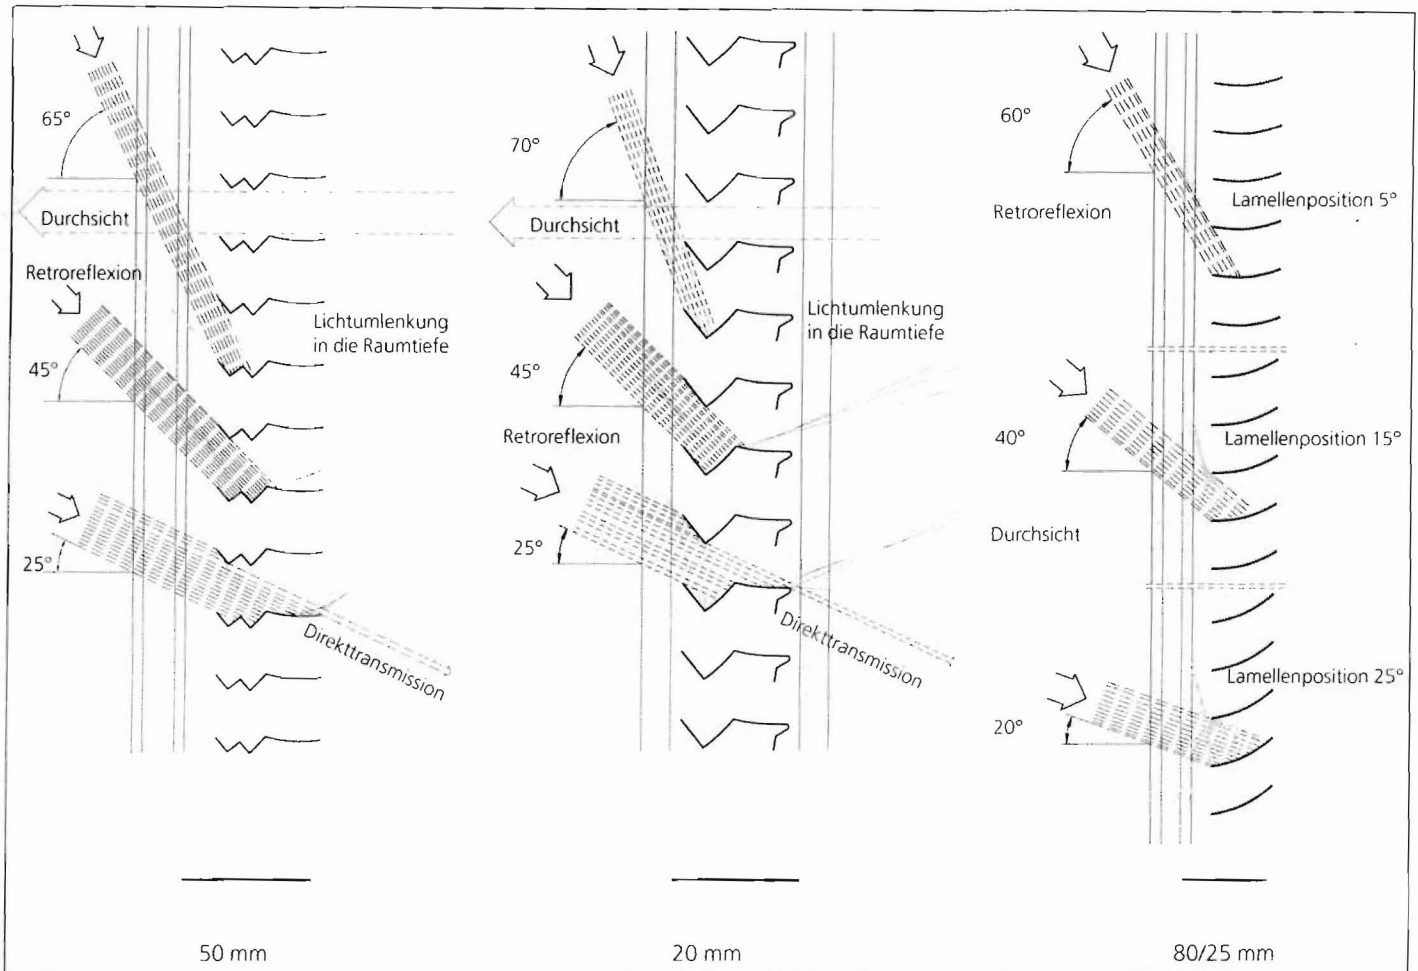 65°
Durchsicht
Retroreflexion
Lichtumlenkung
in die Raumtiefe
45°
25°
Direkttransmission
50 mm
70°
Durchsicht
Lichtumlenkung
in die Raumtiefe
45°
Retroreflexion
25°
Direkttransmission
20 mm
60°
Lamellenposition 5°
Retroreflexion
40°
Lamellenposition 15°
Durchsicht
Lamellenposition 25°
20°
80/25 mm